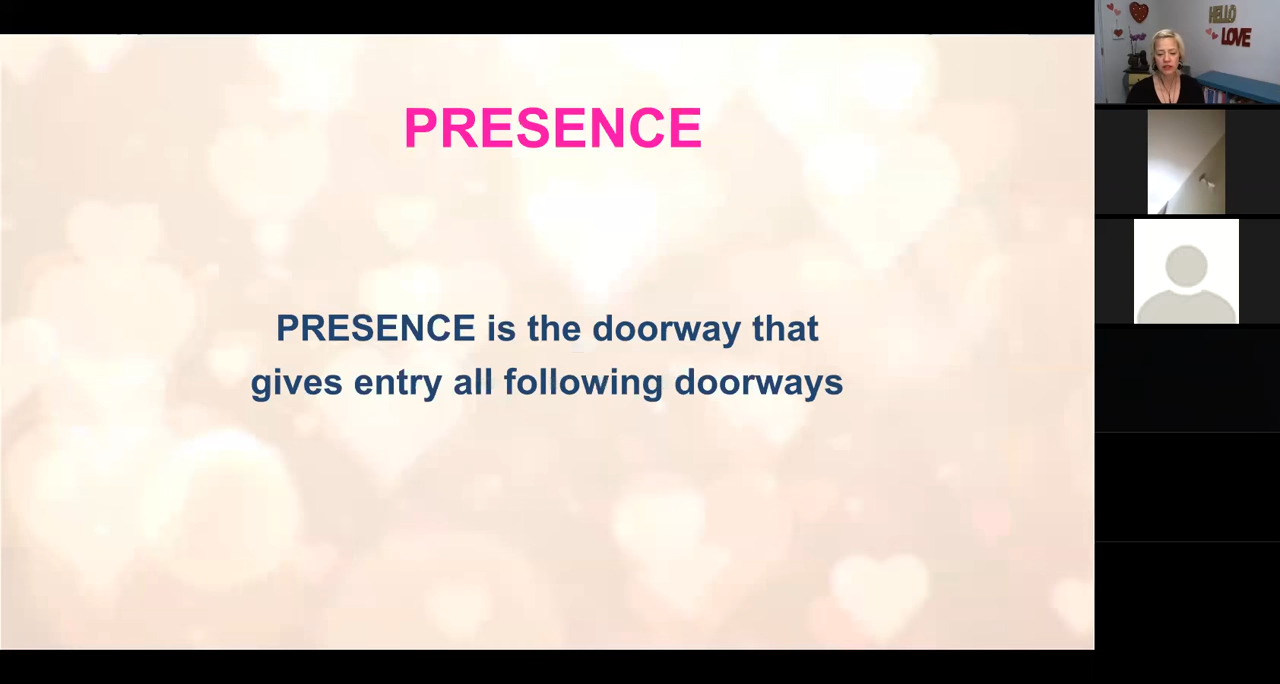 PRESENCE
PRESENCE is the doorway that
gives entry all following doorways
HELLO
LOVE